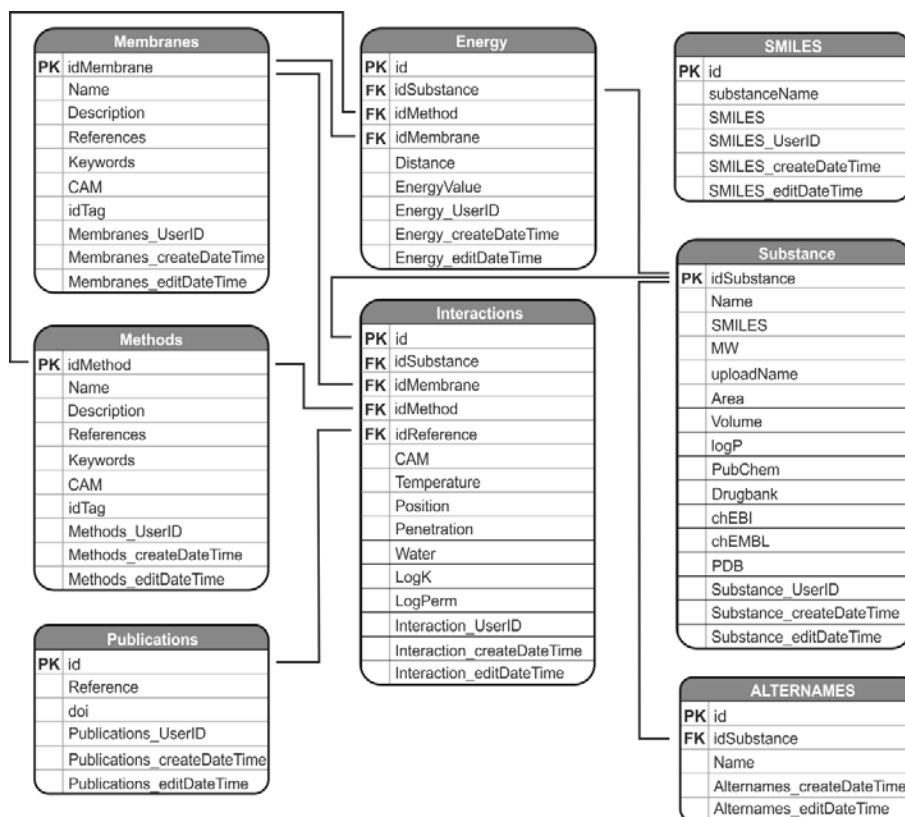 Membranes
PK idMembrane
Name
Description
References
Keywords
CAM
idTag
Membranes_UserID
Membranes_createDateTime
Membranes_editDateTime
Methods
PK idMethod
Name
Description
References
Keywords
CAM
idTag
Methods_UserID
Methods_createDateTime
Methods_editDateTime
Publications
PK id
Reference
doi
Publications_UserID
Publications_createDateTime
Publications_editDateTime
Energy
PK id
FK idSubstance
FK idMethod
FK idMembrane
Distance
EnergyValue
Energy_UserID
Energy_createDateTime
Energy_editDateTime
Interactions
PK id
FK idSubstance
FK idMembrane
FK idMethod
FK idReference
CAM
Temperature
Position
Penetration
Water
LogK
LogPerm
Interaction_UserID
Interaction_createDateTime
Interaction_editDateTime
SMILES
PK id
substanceName
SMILES
SMILES_UserID
SMILES_createDateTime
SMILES_editDateTime
Substance
PK idSubstance
Name
SMILES
MW
uploadName
Area
Volume
logP
PubChem
Drugbank
chEBI
chEMBL
PDB
Substance_UserID
Substance_createDateTime
Substance_editDateTime
ALTERNAMES
PK id
FK idSubstance
Name
Alternames_createDateTime
Alternames_editDateTime